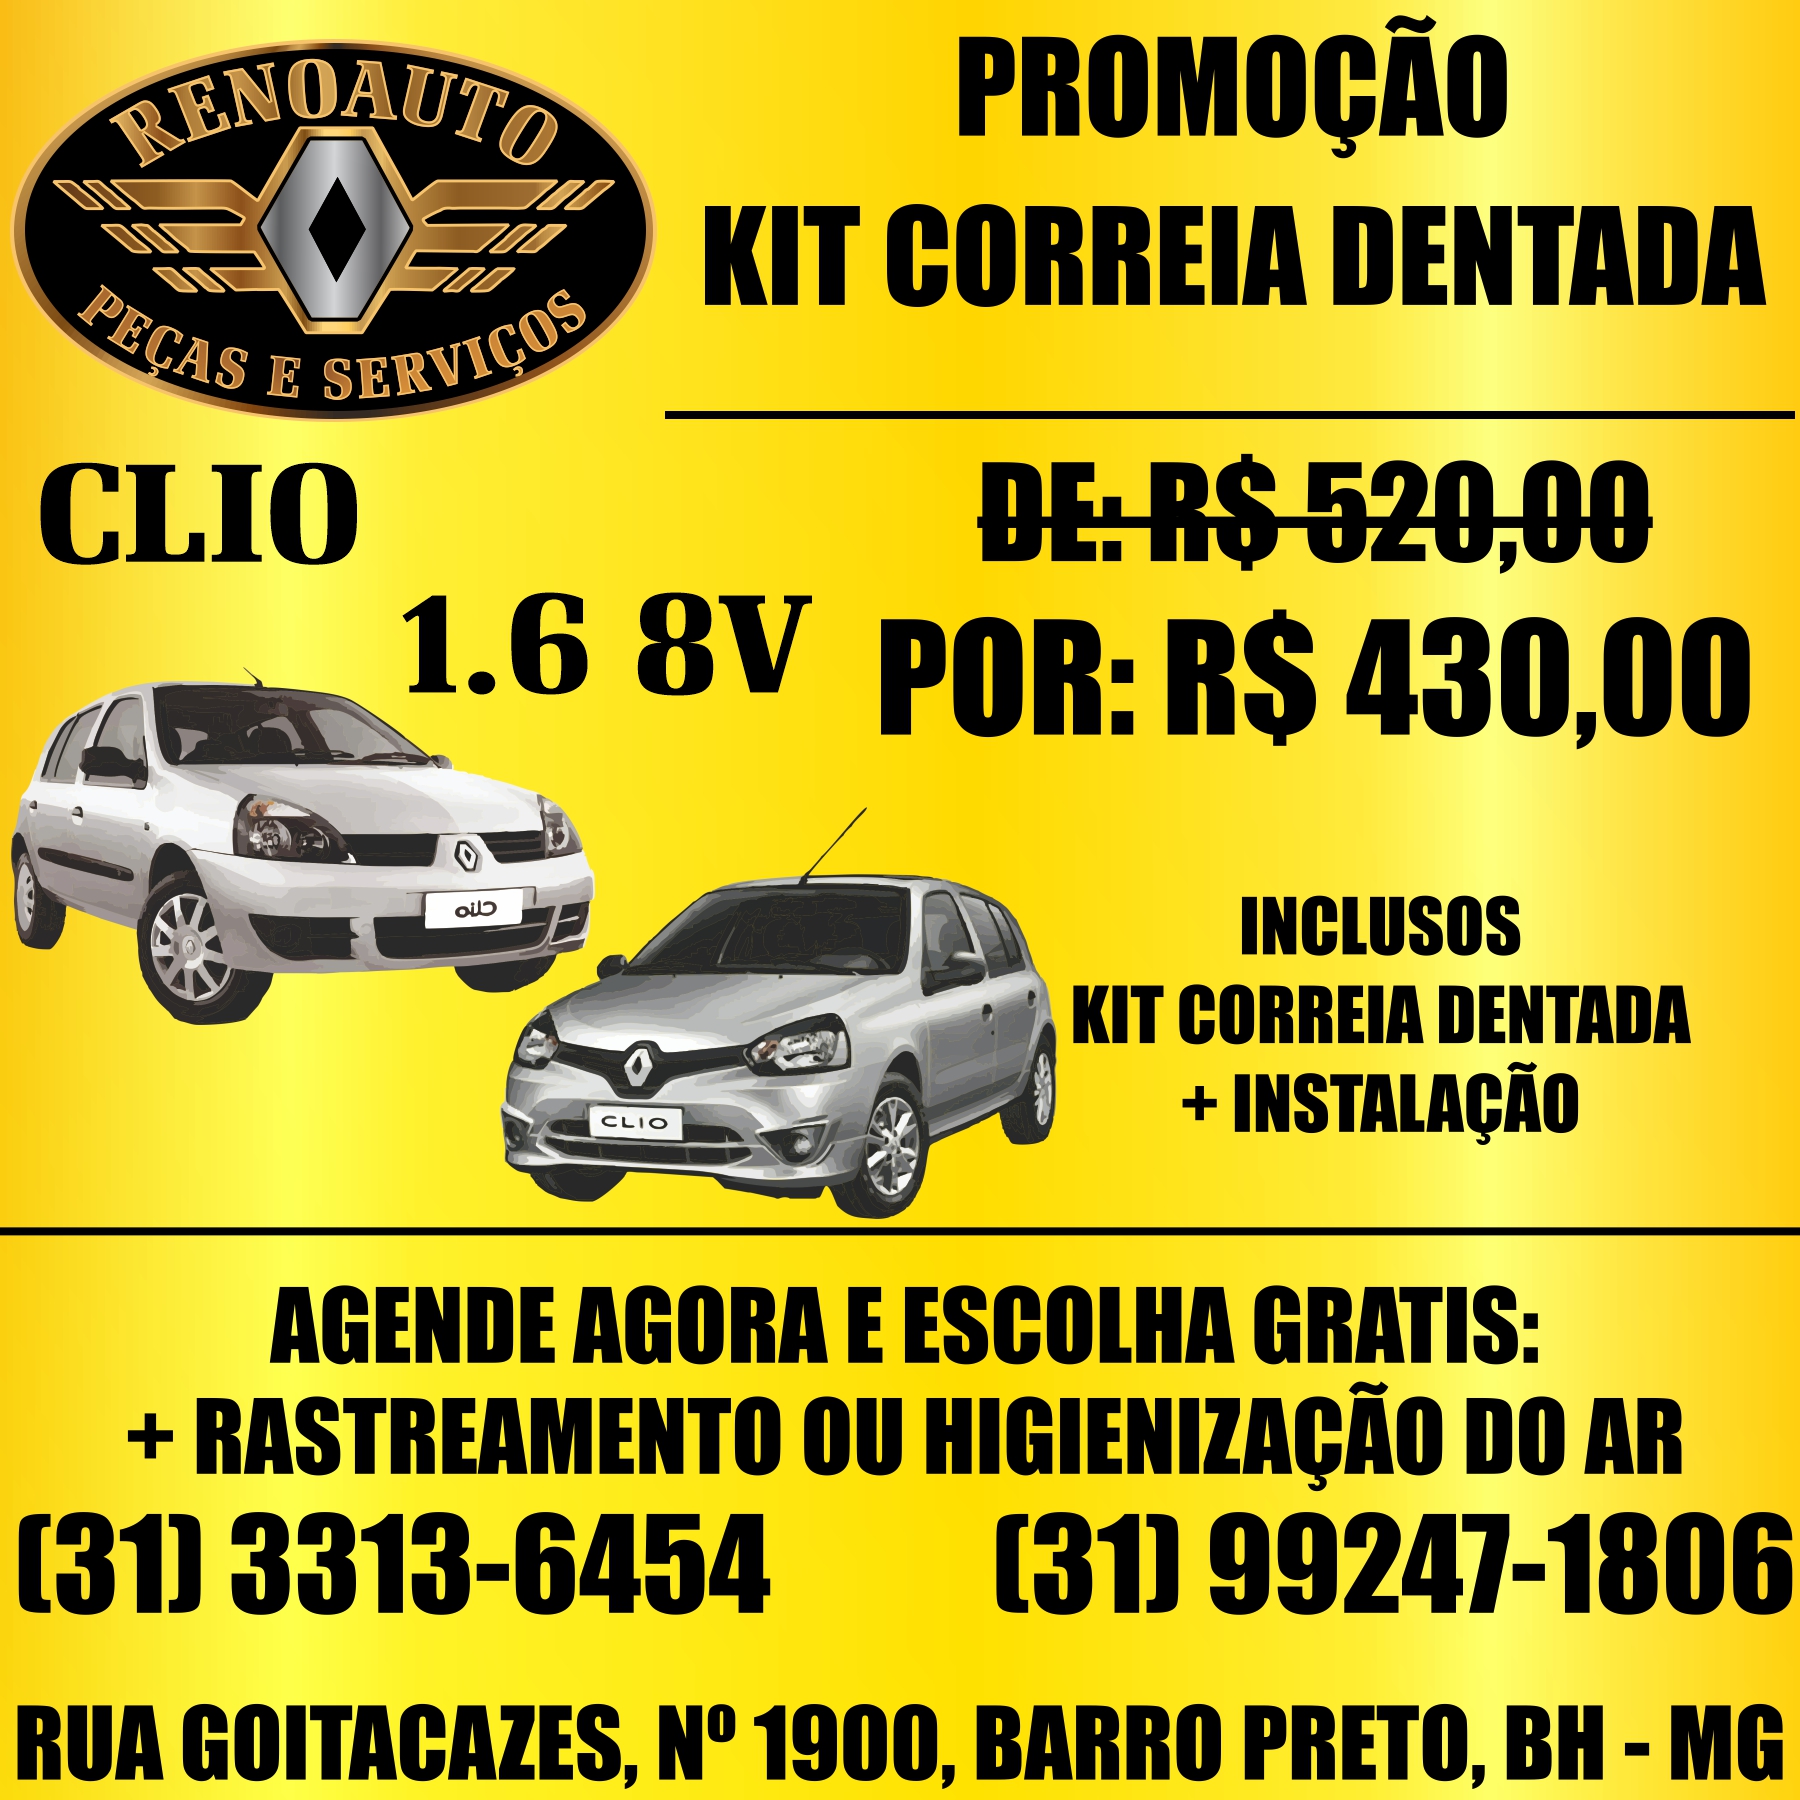 RENOAUTO
PEÇAS E SERVIÇOS
PROMOÇÃO
KIT CORREIA DENTADA
CLIO
1.6 8V
DE: R$ 520,00
POR: R$ 430,00
clio
CLIO
INCLUSOS
KIT CORREIA DENTADA
+ INSTALAÇÃO
AGENDE AGORA E ESCOLHA GRATIS:
+ RASTREAMENTO OU HIGIENIZAÇÃO DO AR
(31) 3313-6454 (31) 99247-1806
RUA GOITACAZES, Nº 1900, BARRO PRETO, BH - MG